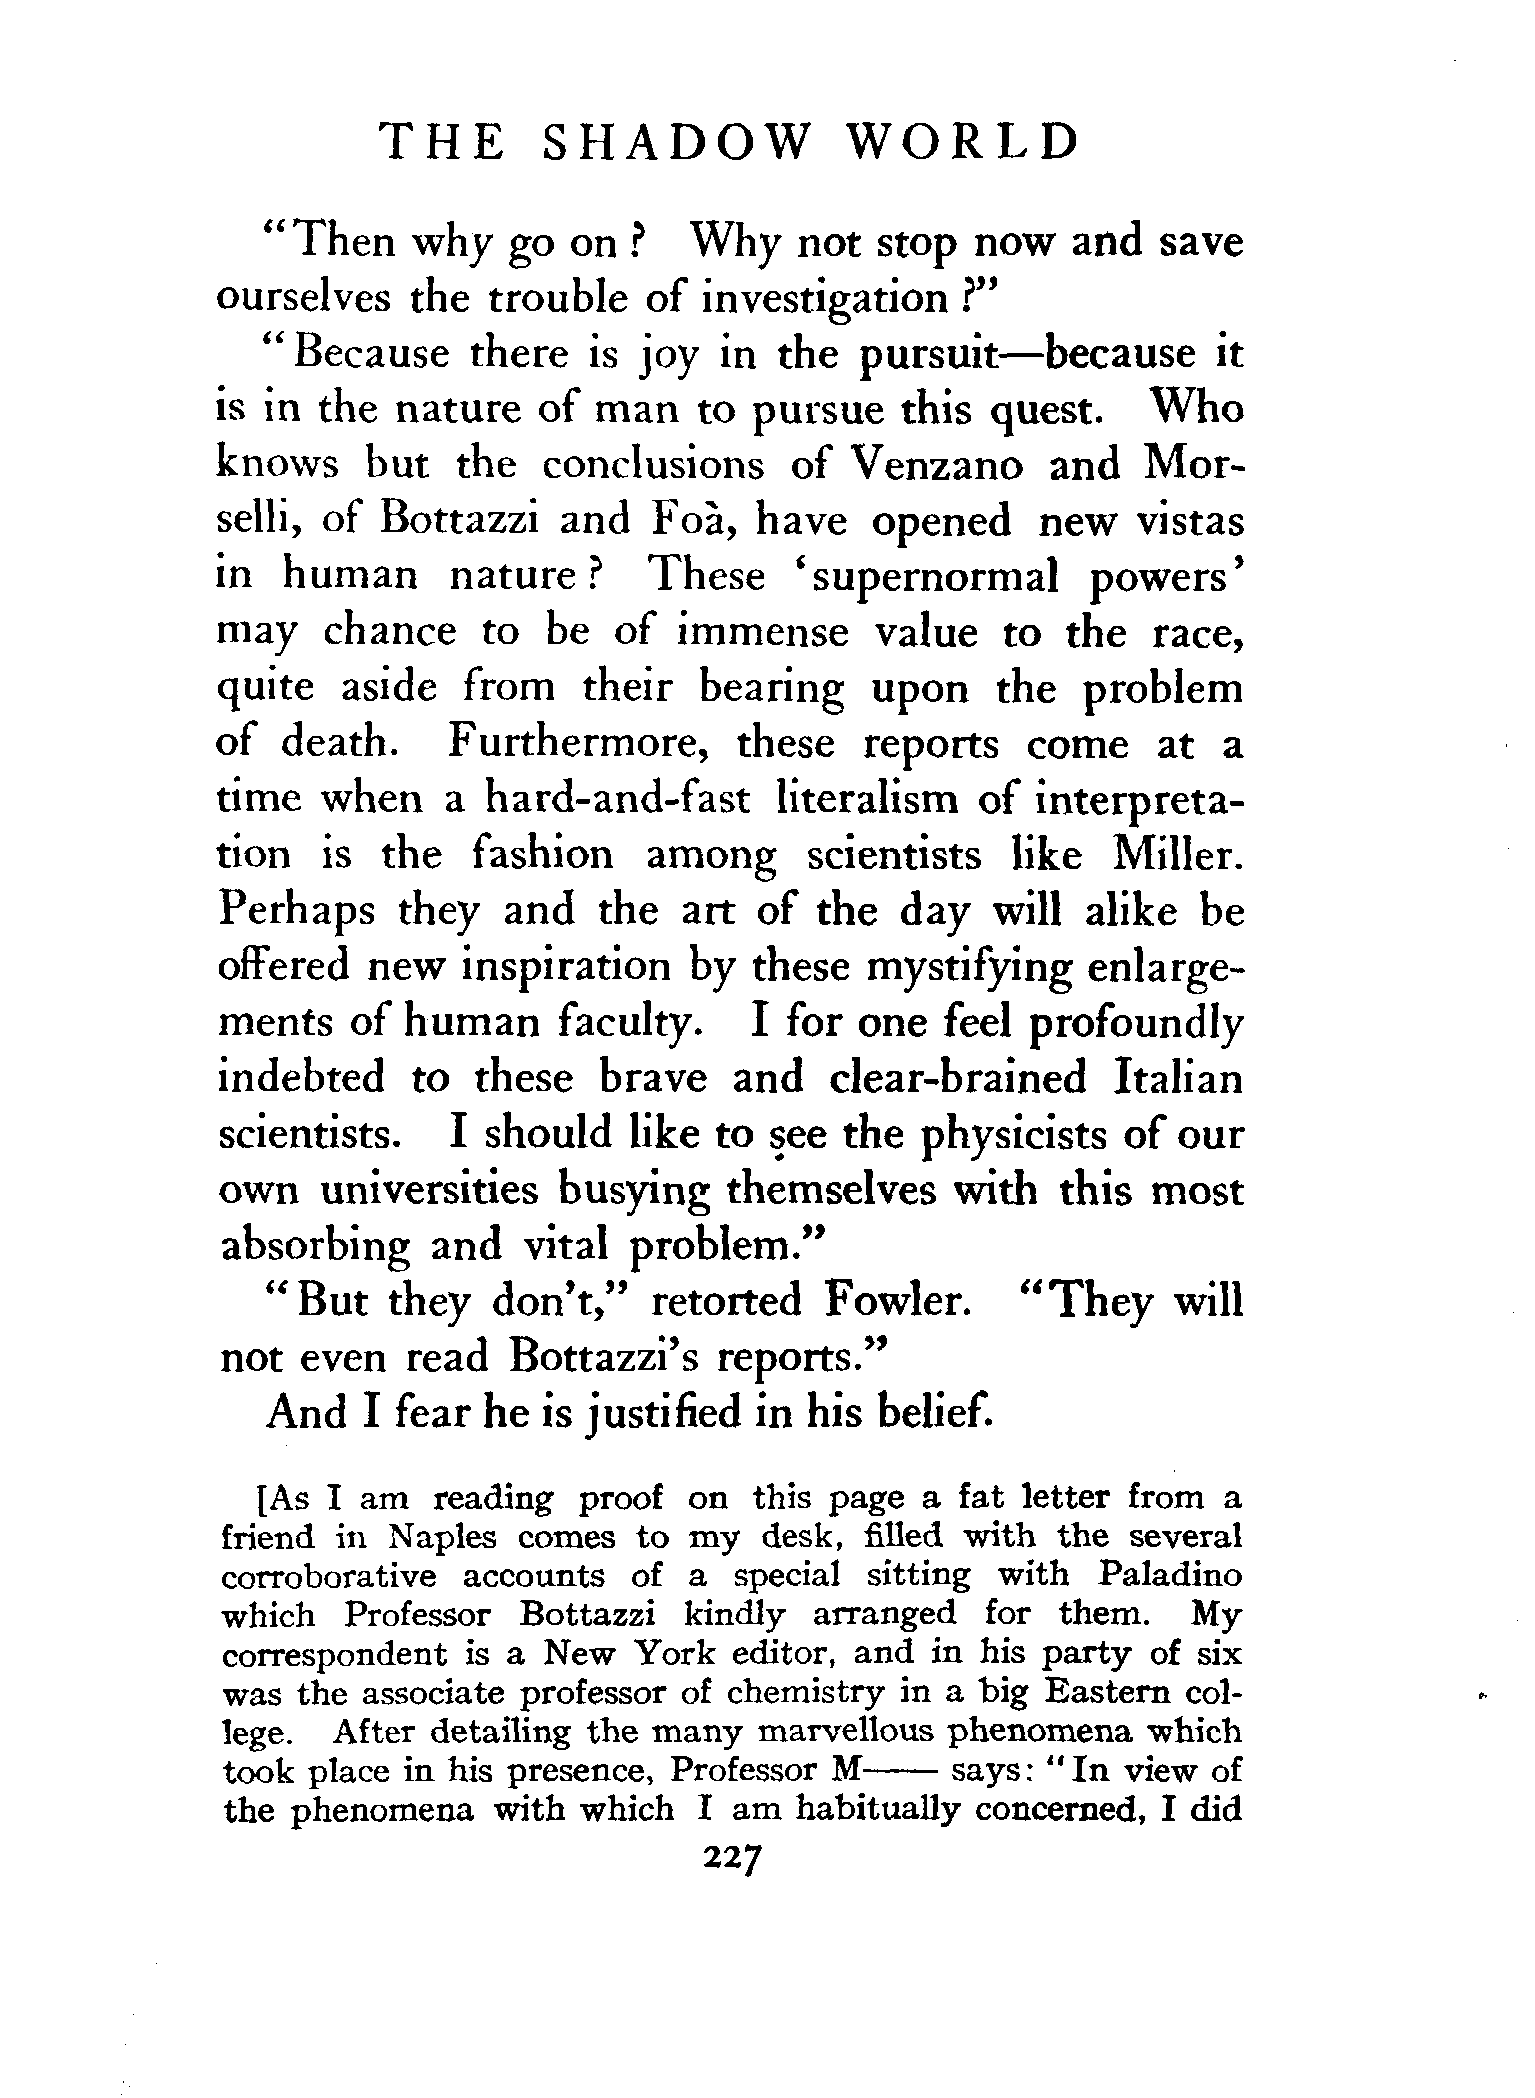 THE SHADOW WORLD
“Then why go on? Why not stop now and save
ourselves the trouble of investigation?”
“Because there is joy in the pursuit—because it
is in the nature of man to pursue this quest. Who
knows but the conclusions of Venzano and Mor-
selli, of Bottazzi and Foà, have opened new vistas
in human nature? These ‘supernormal powers’
may chance to be of immense value to the race,
quite aside from their bearing upon the problem
of death. Furthermore, these reports come at a
time when a hard-and-fast literalism of interpreta-
tion is the fashion among scientists like Miller.
Perhaps they and the art of the day will alike be
offered new inspiration by these mystifying enlarge-
ments of human faculty. I for one feel profoundly
indebted to these brave and clear-brained Italian
scientists. I should like to see the physicists of our
own universities busying themselves with this most
absorbing and vital problem.”
“But they don’t,” retorted Fowler. “They will
not even read Bottazzi’s reports.”
And I fear he is justified in his belief.
[As I am reading proof on this page a fat letter from a
friend in Naples comes to my desk, filled with the several
corroborative accounts of a special sitting with Paladino
which Professor Bottazzi kindly arranged for them. My
correspondent is a New York editor, and in his party of six
was the associate professor of chemistry in a big Eastern col-
lege. After detailing the many marvellous phenomena which
took place in his presence, Professor M—— says: “In view of
the phenomena with which I am habitually concerned, I did
227